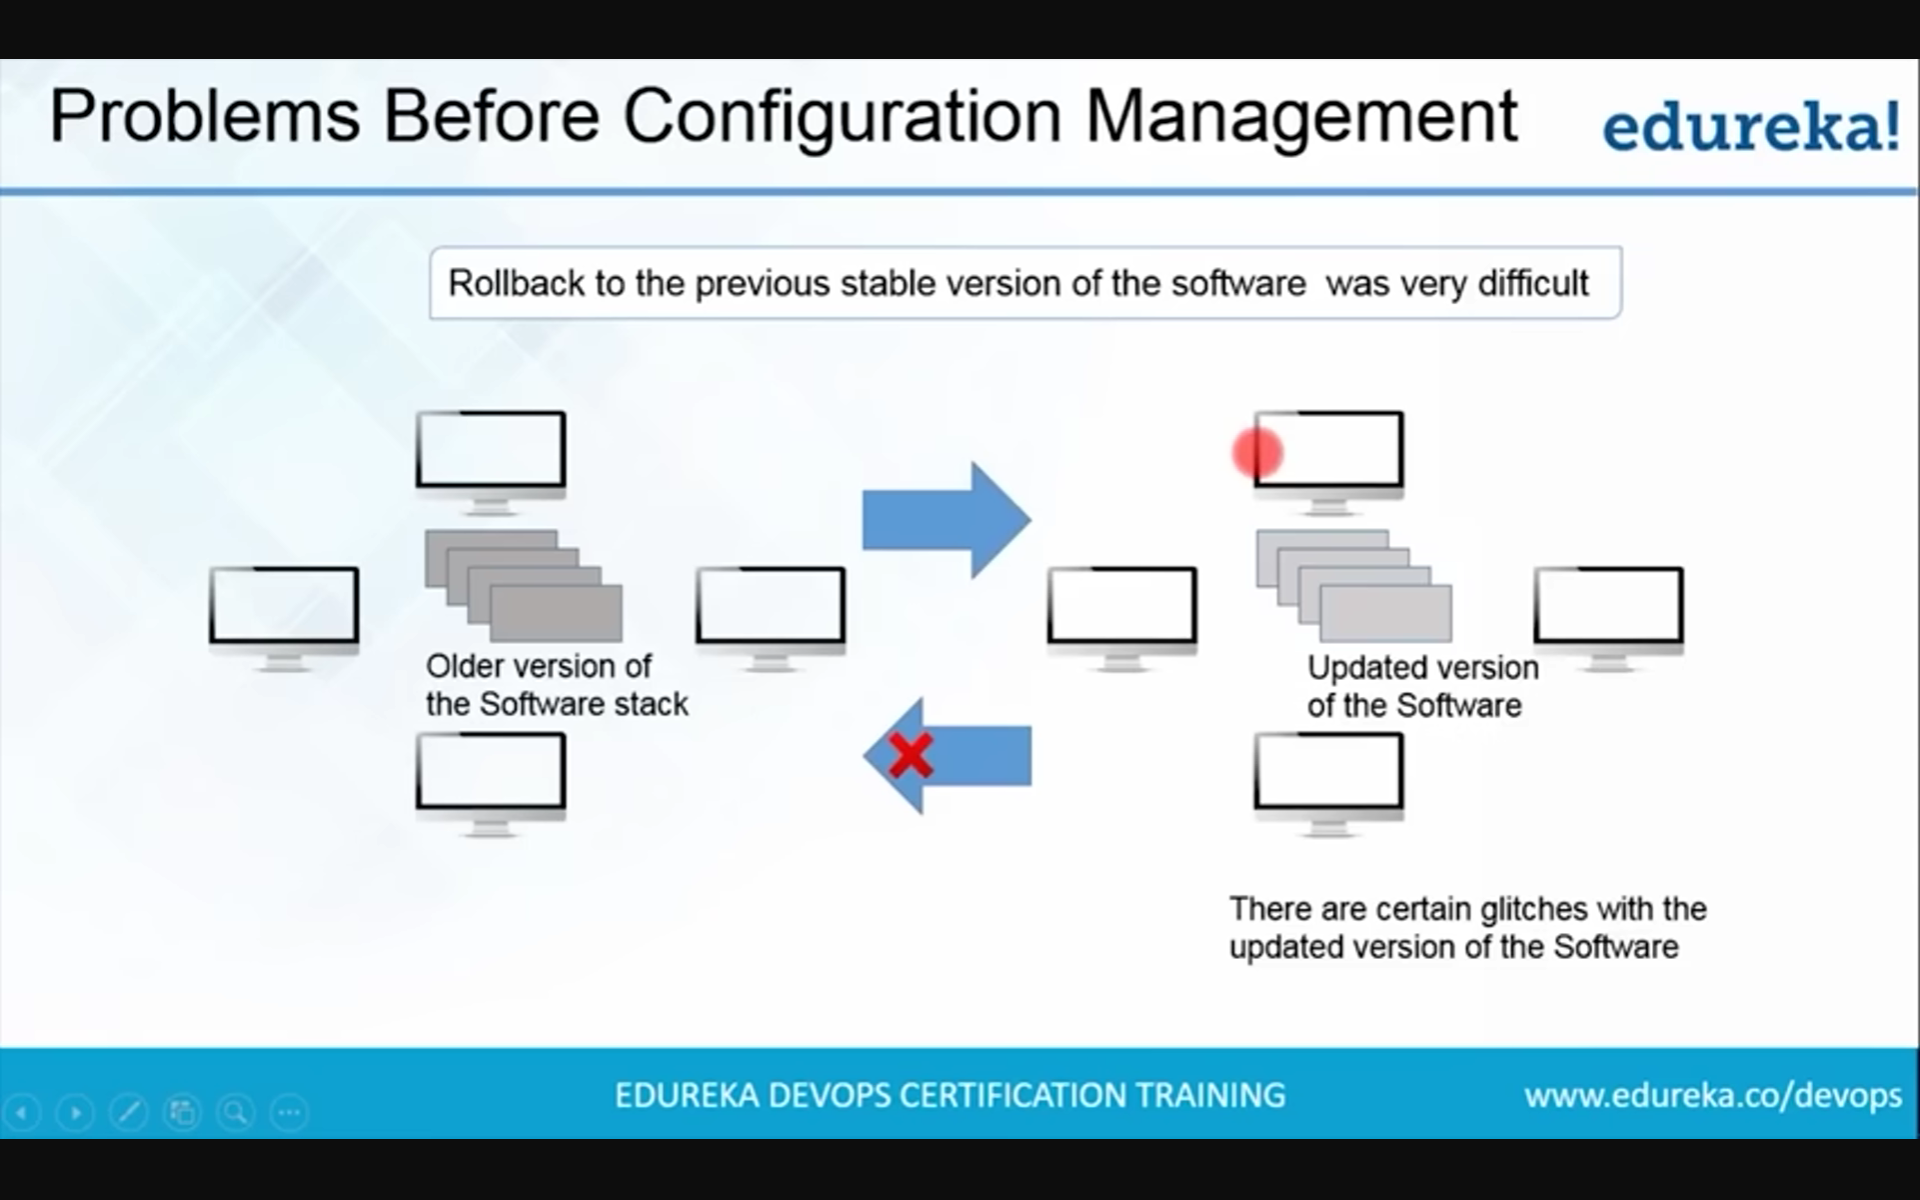 Problems Before Configuration Management
edureka!
Rollback to the previous stable version of the software was very difficult
Older version of
the Software stack
Updated version
of the Software
There are certain glitches with the
updated version of the Software
EDUREKA DEVOPS CERTIFICATION TRAINING
www.edureka.co/devops